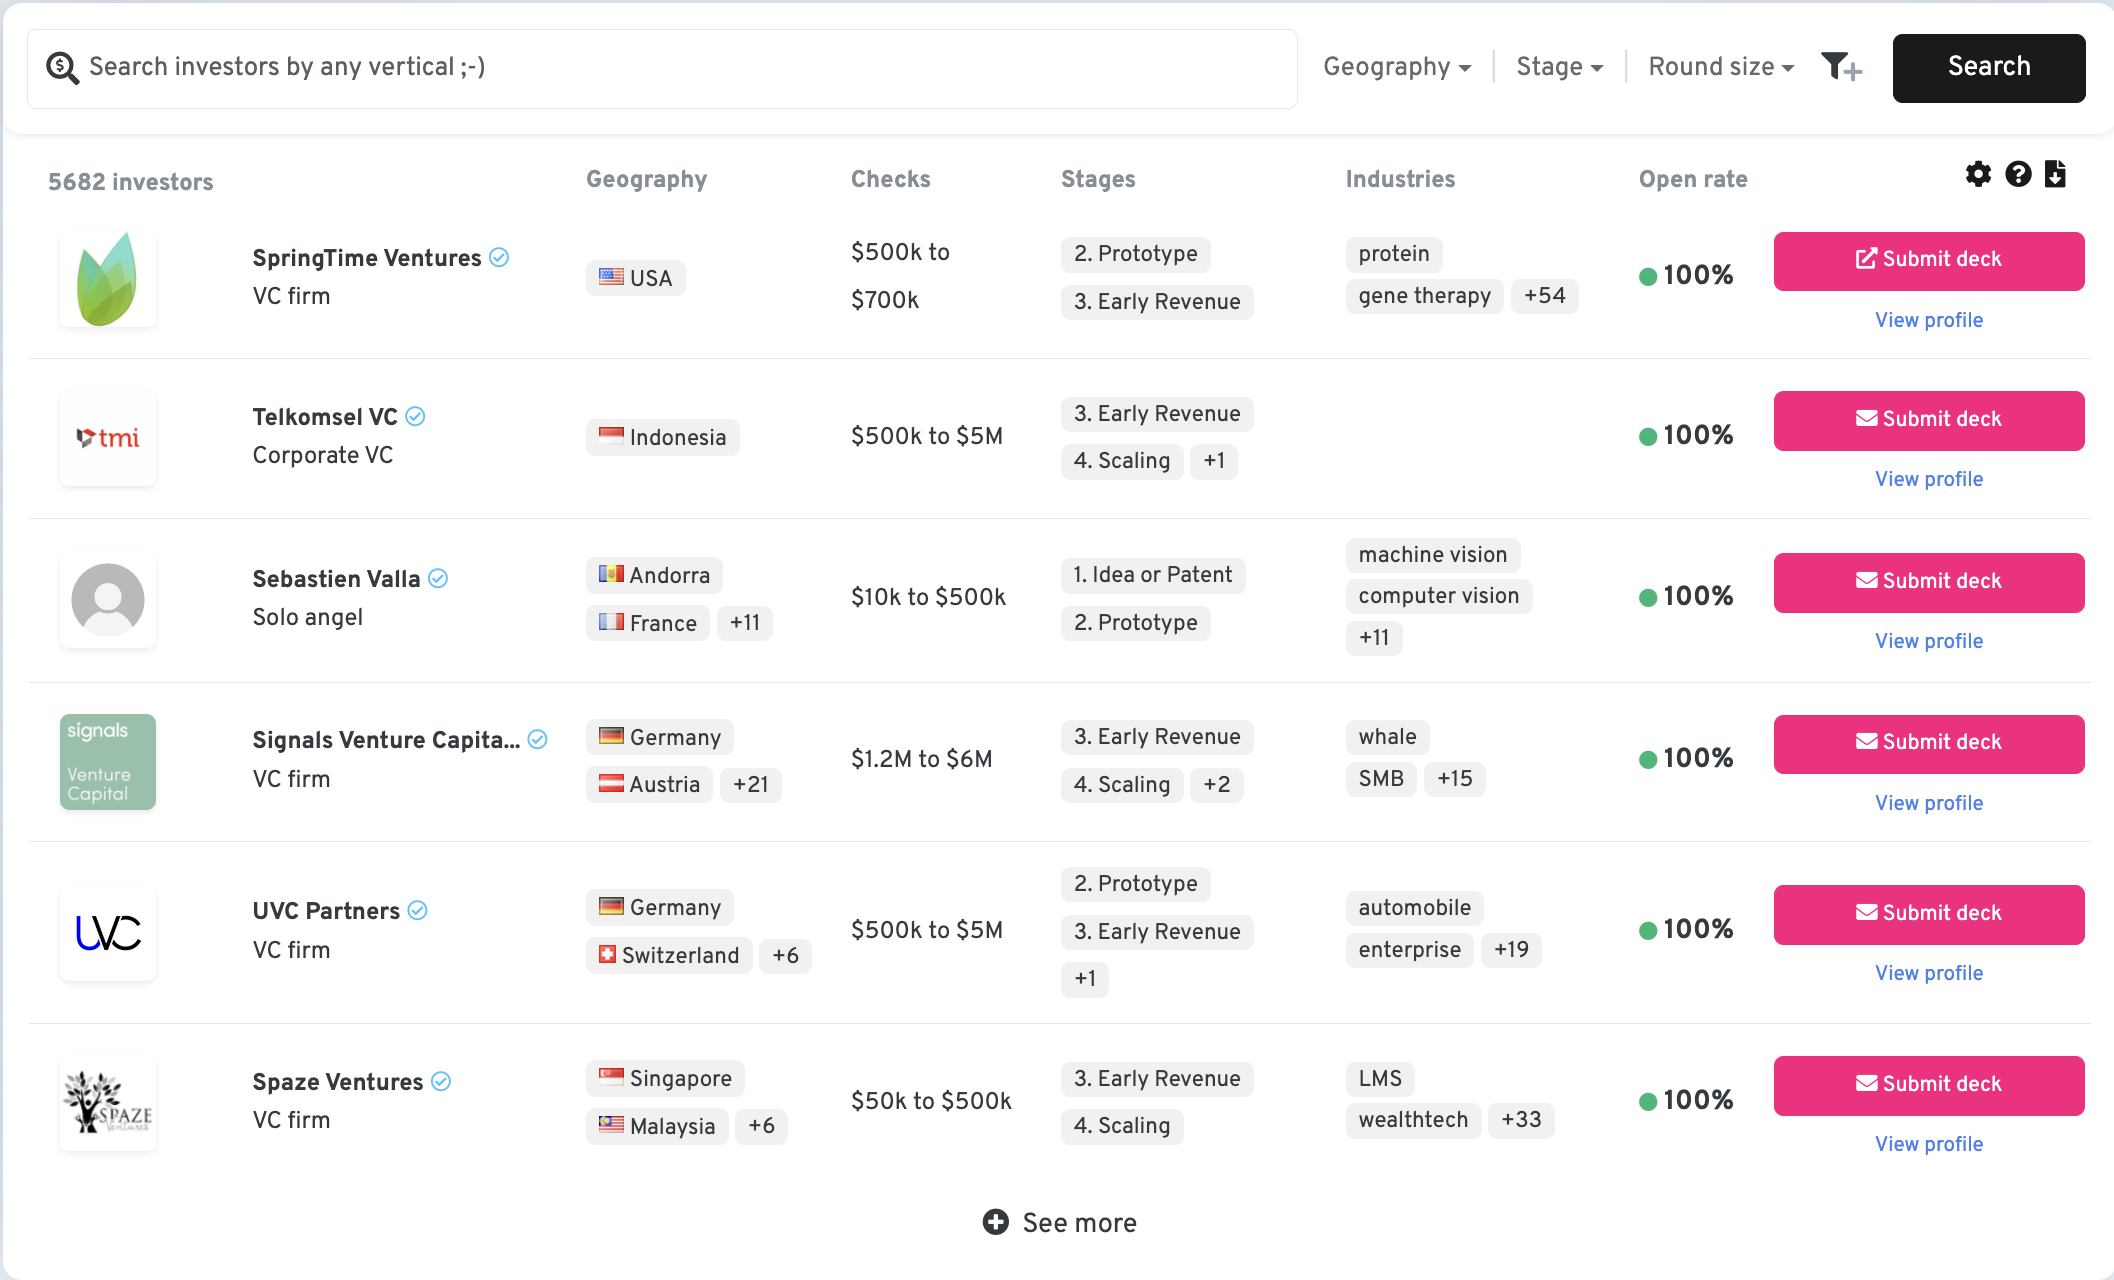 Search investors by any vertical ;-)
Geography
Stage
Round size
Search
5682 investors
Geography
Checks
Stages
Industries
Open rate
SpringTime Ventures
VC firm
USA
$500k to
$700k
2. Prototype
3. Early Revenue
protein
gene therapy +54
100%
Submit deck
View profile
tmi
Telkomsel VC
Corporate VC
Indonesia
$500k to $5M
3. Early Revenue
4. Scaling +1
100%
Submit deck
View profile
Sebastien Valla
Solo angel
Andorra
France +11
$10k to $500k
1. Idea or Patent
2. Prototype
machine vision
computer vision
+11
100%
Submit deck
View profile
signals
Venture
Capital
Signals Venture Capita...
VC firm
Germany
Austria +21
$1.2M to $6M
3. Early Revenue
4. Scaling +2
whale
SMB +15
100%
Submit deck
View profile
UVC
UVC Partners
VC firm
Germany
Switzerland +6
$500k to $5M
2. Prototype
3. Early Revenue
+1
automobile
enterprise +19
100%
Submit deck
View profile
SPAZE
Ventures
Spaze Ventures
VC firm
Singapore
Malaysia +6
$50k to $500k
3. Early Revenue
4. Scaling
LMS
wealthtech +33
100%
Submit deck
View profile
See more